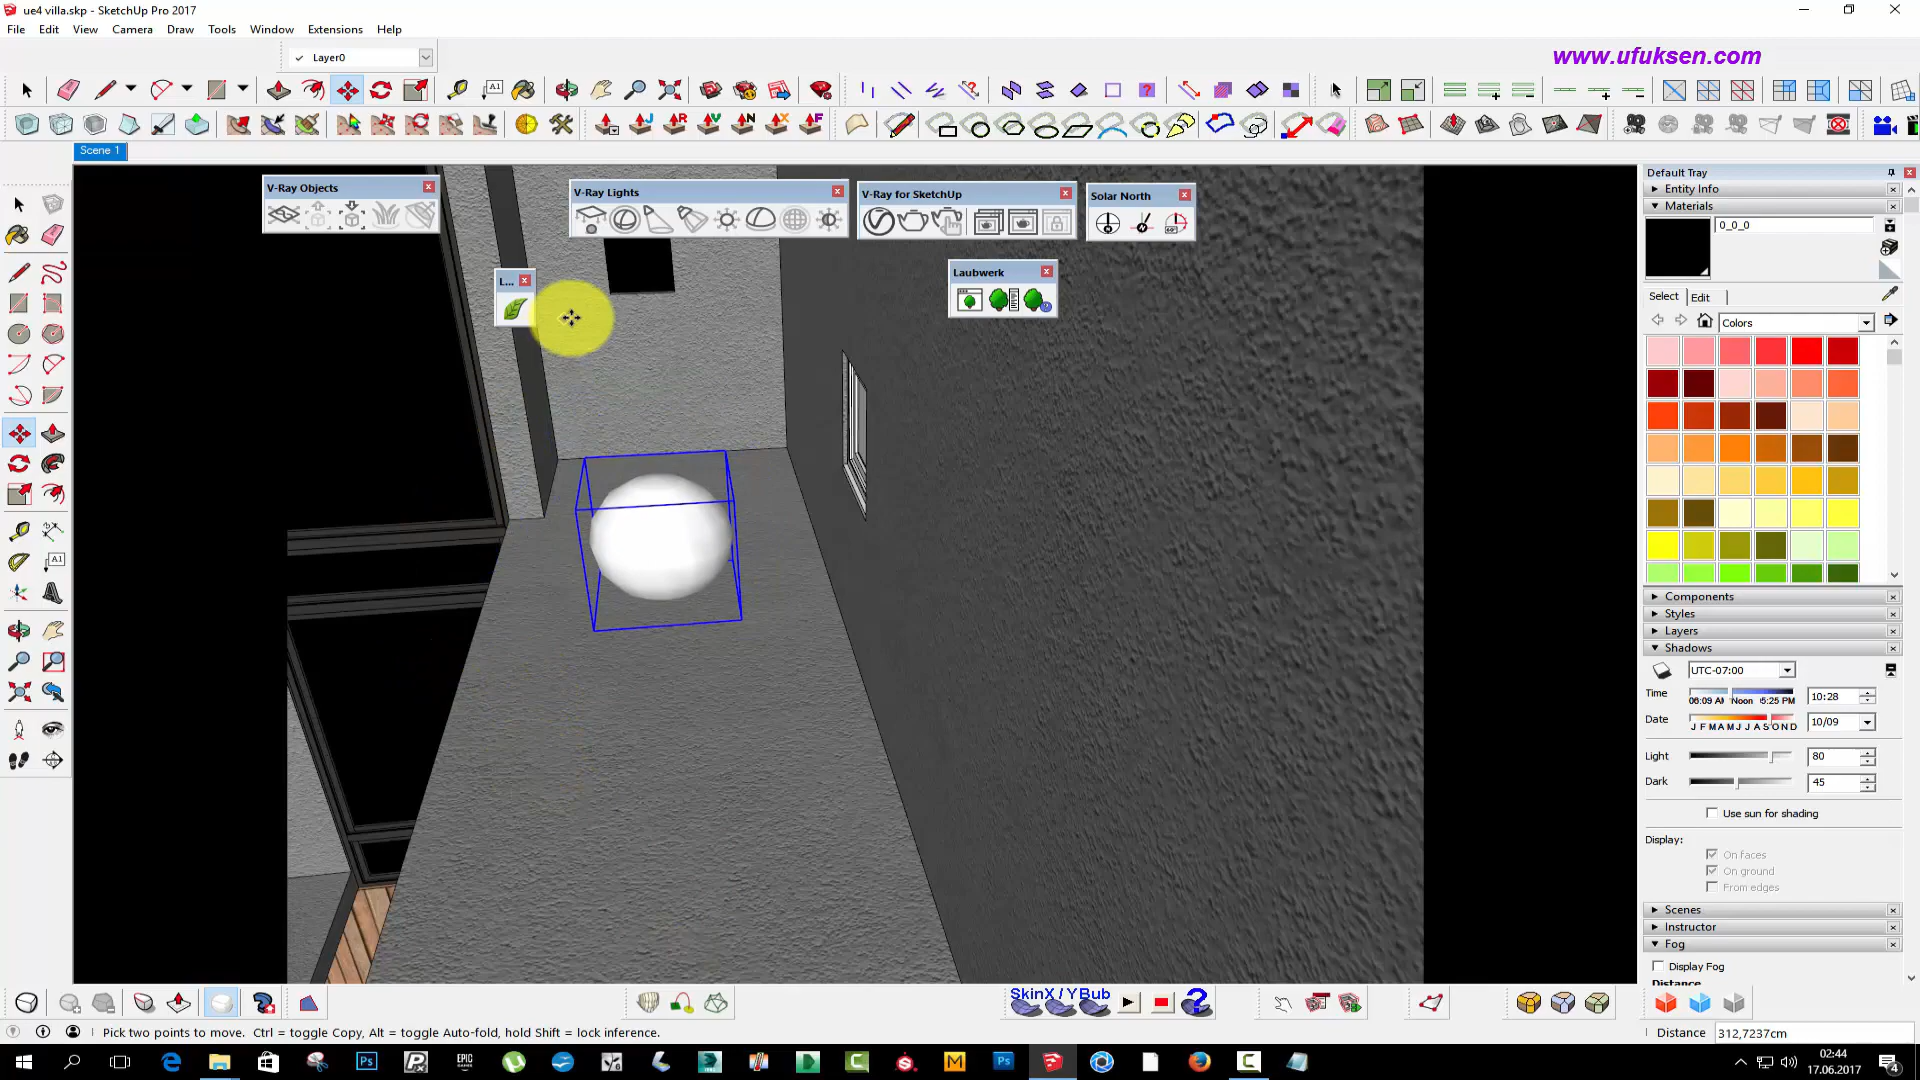 ue4 villa.skp - SketchUp Pro 2017
File Edit View Camera Draw Tools Window Extensions Help
Layer0
www.ufuksen.com
Scene 1
V-Ray Objects
V-Ray Lights
V-Ray for SketchUp
Solar North
L...
Laubwerk
Default Tray
Entity Info
Materials
0_0_0
Select Edit
Colors
Components
Styles
Layers
Shadows
UTC-07:00
Time 06:09 AM Noon 05:25 PM 10:28
Date J F M A M J J A S O N D 10/09
Light 80
Dark 45
Use sun for shading
Display:
On faces
On ground
From edges
Scenes
Instructor
Fog
Display Fog
Distance
SkinX / YBub
Pick two points to move. Ctrl = toggle Copy, Alt = toggle Auto-fold, hold Shift = lock inference.
Distance 312,7237cm
02:44
17.06.2017